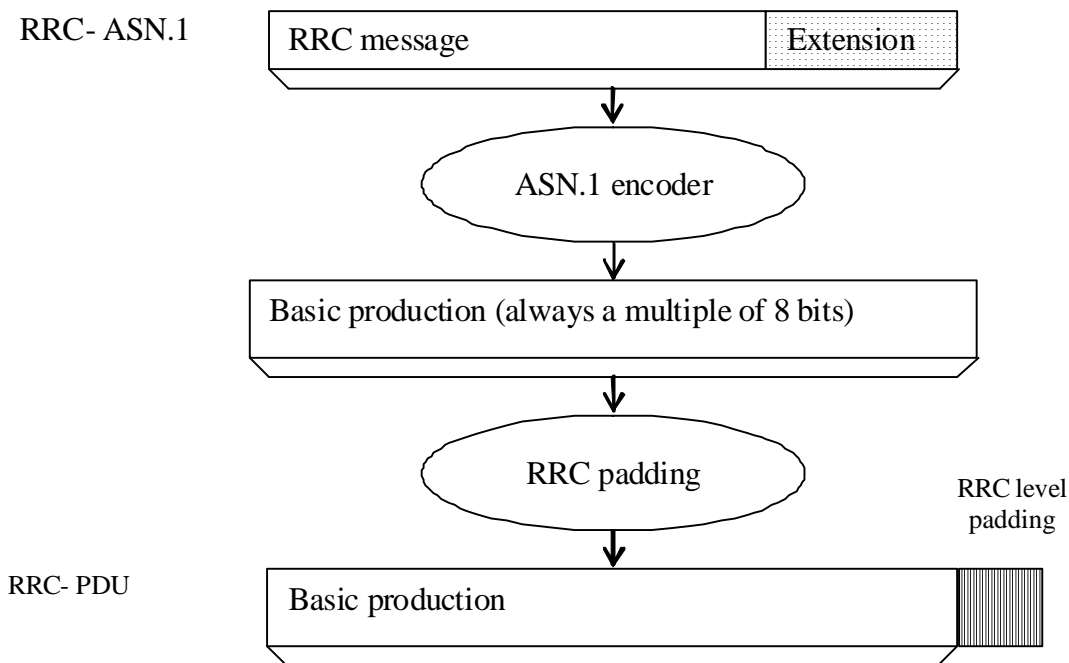 RRC- ASN.1
RRC message
Extension
ASN.1 encoder
Basic production (always a multiple of 8 bits)
RRC padding
RRC level
padding
RRC- PDU
Basic production